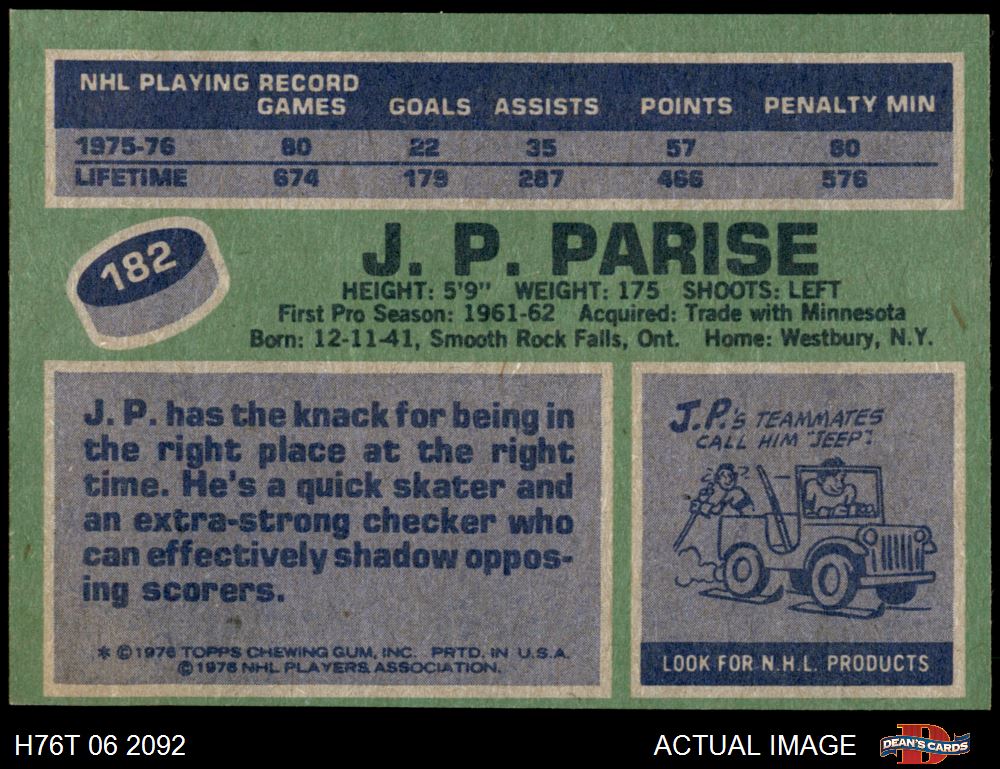 NHL PLAYING RECORD
GAMES GOALS ASSISTS POINTS PENALTY MIN
1975-76 80 22 35 57 80
LIFETIME 674 179 287 466 576
182
J. P. PARISE
HEIGHT: 5'9" WEIGHT: 175 SHOOTS: LEFT
First Pro Season: 1961-62 Acquired: Trade with Minnesota
Born: 12-11-41, Smooth Rock Falls, Ont. Home: Westbury, N.Y.
J. P. has the knack for being in
the right place at the right
time. He's a quick skater and
an extra-strong checker who
can effectively shadow oppos-
ing scorers.
* © 1976 TOPPS CHEWING GUM, INC. PRTD. IN U.S.A.
© 1976 NHL PLAYERS ASSOCIATION.
J.P.'s TEAMMATES
CALL HIM "JEEP".
LOOK FOR N.H.L. PRODUCTS
H76T 06 2092
ACTUAL IMAGE
DEAN'S CARDS